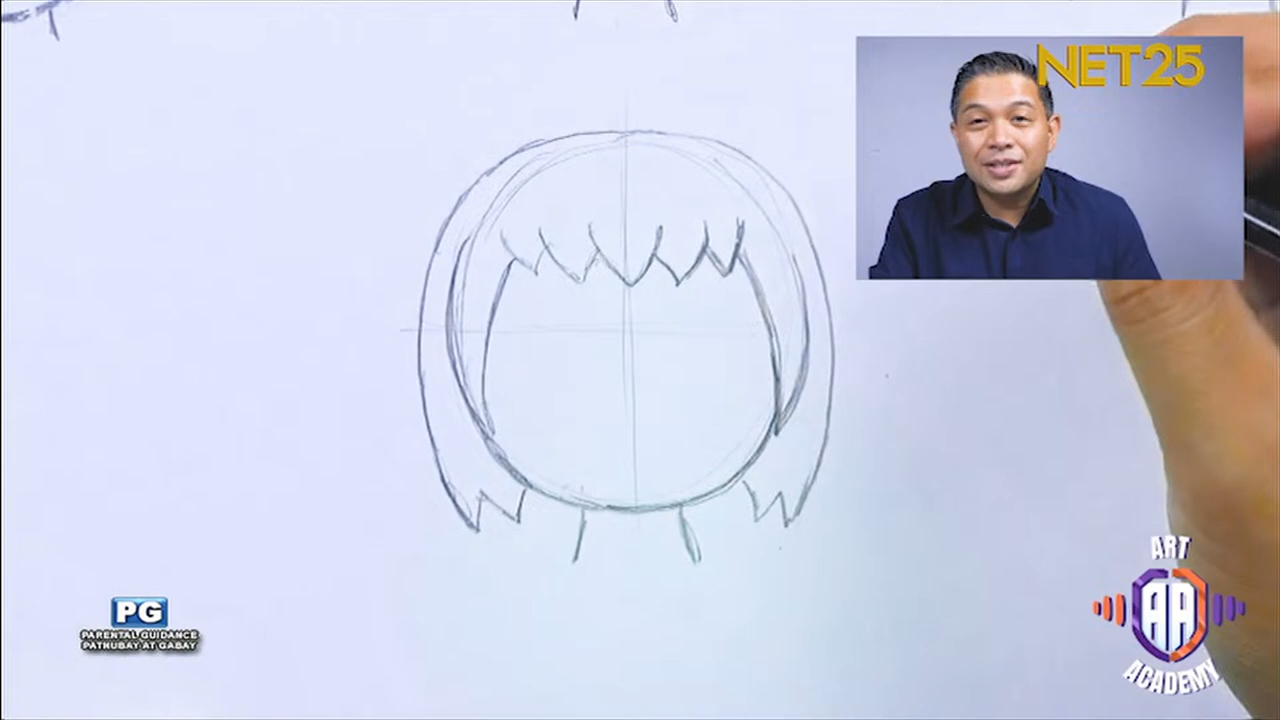 NET25
PG
PARENTAL GUIDANCE
PATNUBAY AT GABAY
ART
AA
ACADEMY